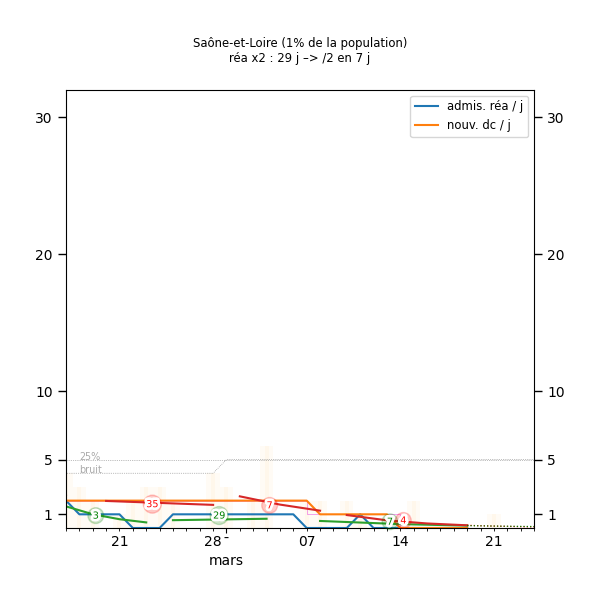 Saône-et-Loire (1% de la population)
réa x2 : 29 j –> /2 en 7 j
admis. réa / j
nouv. dc / j
30 30
20 20
10 10
5 5
1 1
25%
bruit
3 35 29 7 7 4
21 28 07 14 21
mars